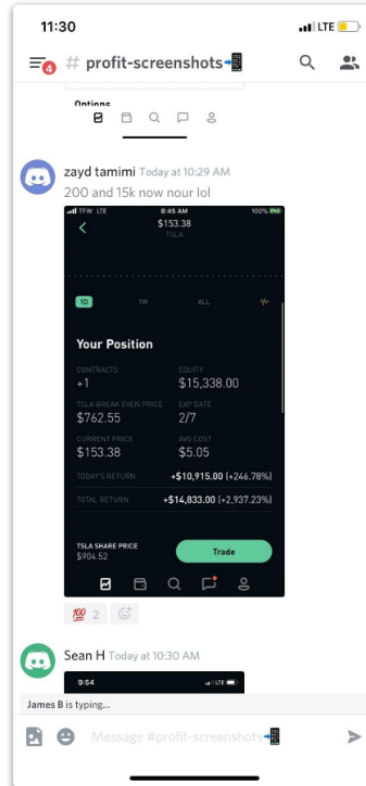 11:30
LTE
4
# profit-screenshots
Options
zayd tamimi Today at 10:29 AM
200 and 15k now nour lol
TFW LTE 8:45 AM 100%
$153.38
TSLA
1D 1W ALL
Your Position
CONTRACTS EQUITY
+1 $15,338.00
TSLA BREAK EVEN PRICE EXP DATE
$762.55 2/7
CURRENT PRICE AVG COST
$153.38 $5.05
TODAY'S RETURN +$10,915.00 (+246.78%)
TOTAL RETURN +$14,833.00 (+2,937.23%)
TSLA SHARE PRICE
$904.52
Trade
100 2
Sean H Today at 10:30 AM
9:54 LTE
James B is typing...
Message #profit-screenshots